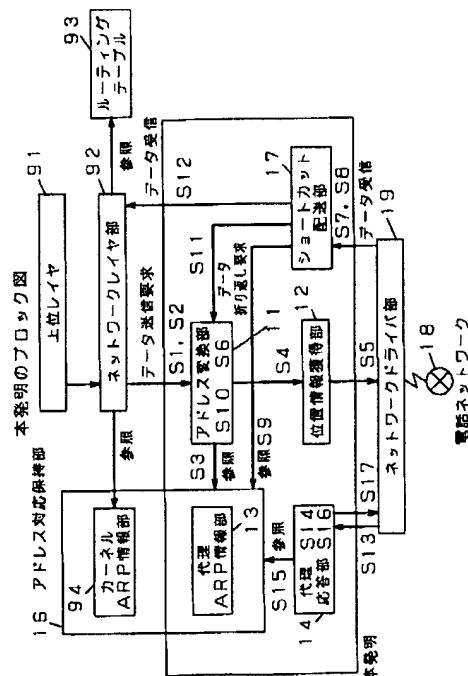 本発明のブロック図
91
上位レイヤ
92
ネットワークレイヤ部
参照
93
ルーティング
テーブル
参照
データ送信要求
S1, S2
データ受信
S12
15 アドレス対応保持部
94
カーネル
ARP情報部
代理
ARP情報部
13
S3
参照
アドレス変換部
S10 S6
11
S11
データ
折り返し要求
参照S9
17
ショートカット
配送部
S7, S8
データ受信
S4
12
位置情報獲得部
S5
S15
参照
代理 S14
応答部 S16
14
S13
S17
ネットワークドライバ部
19
18
電話ネットワーク
本発明